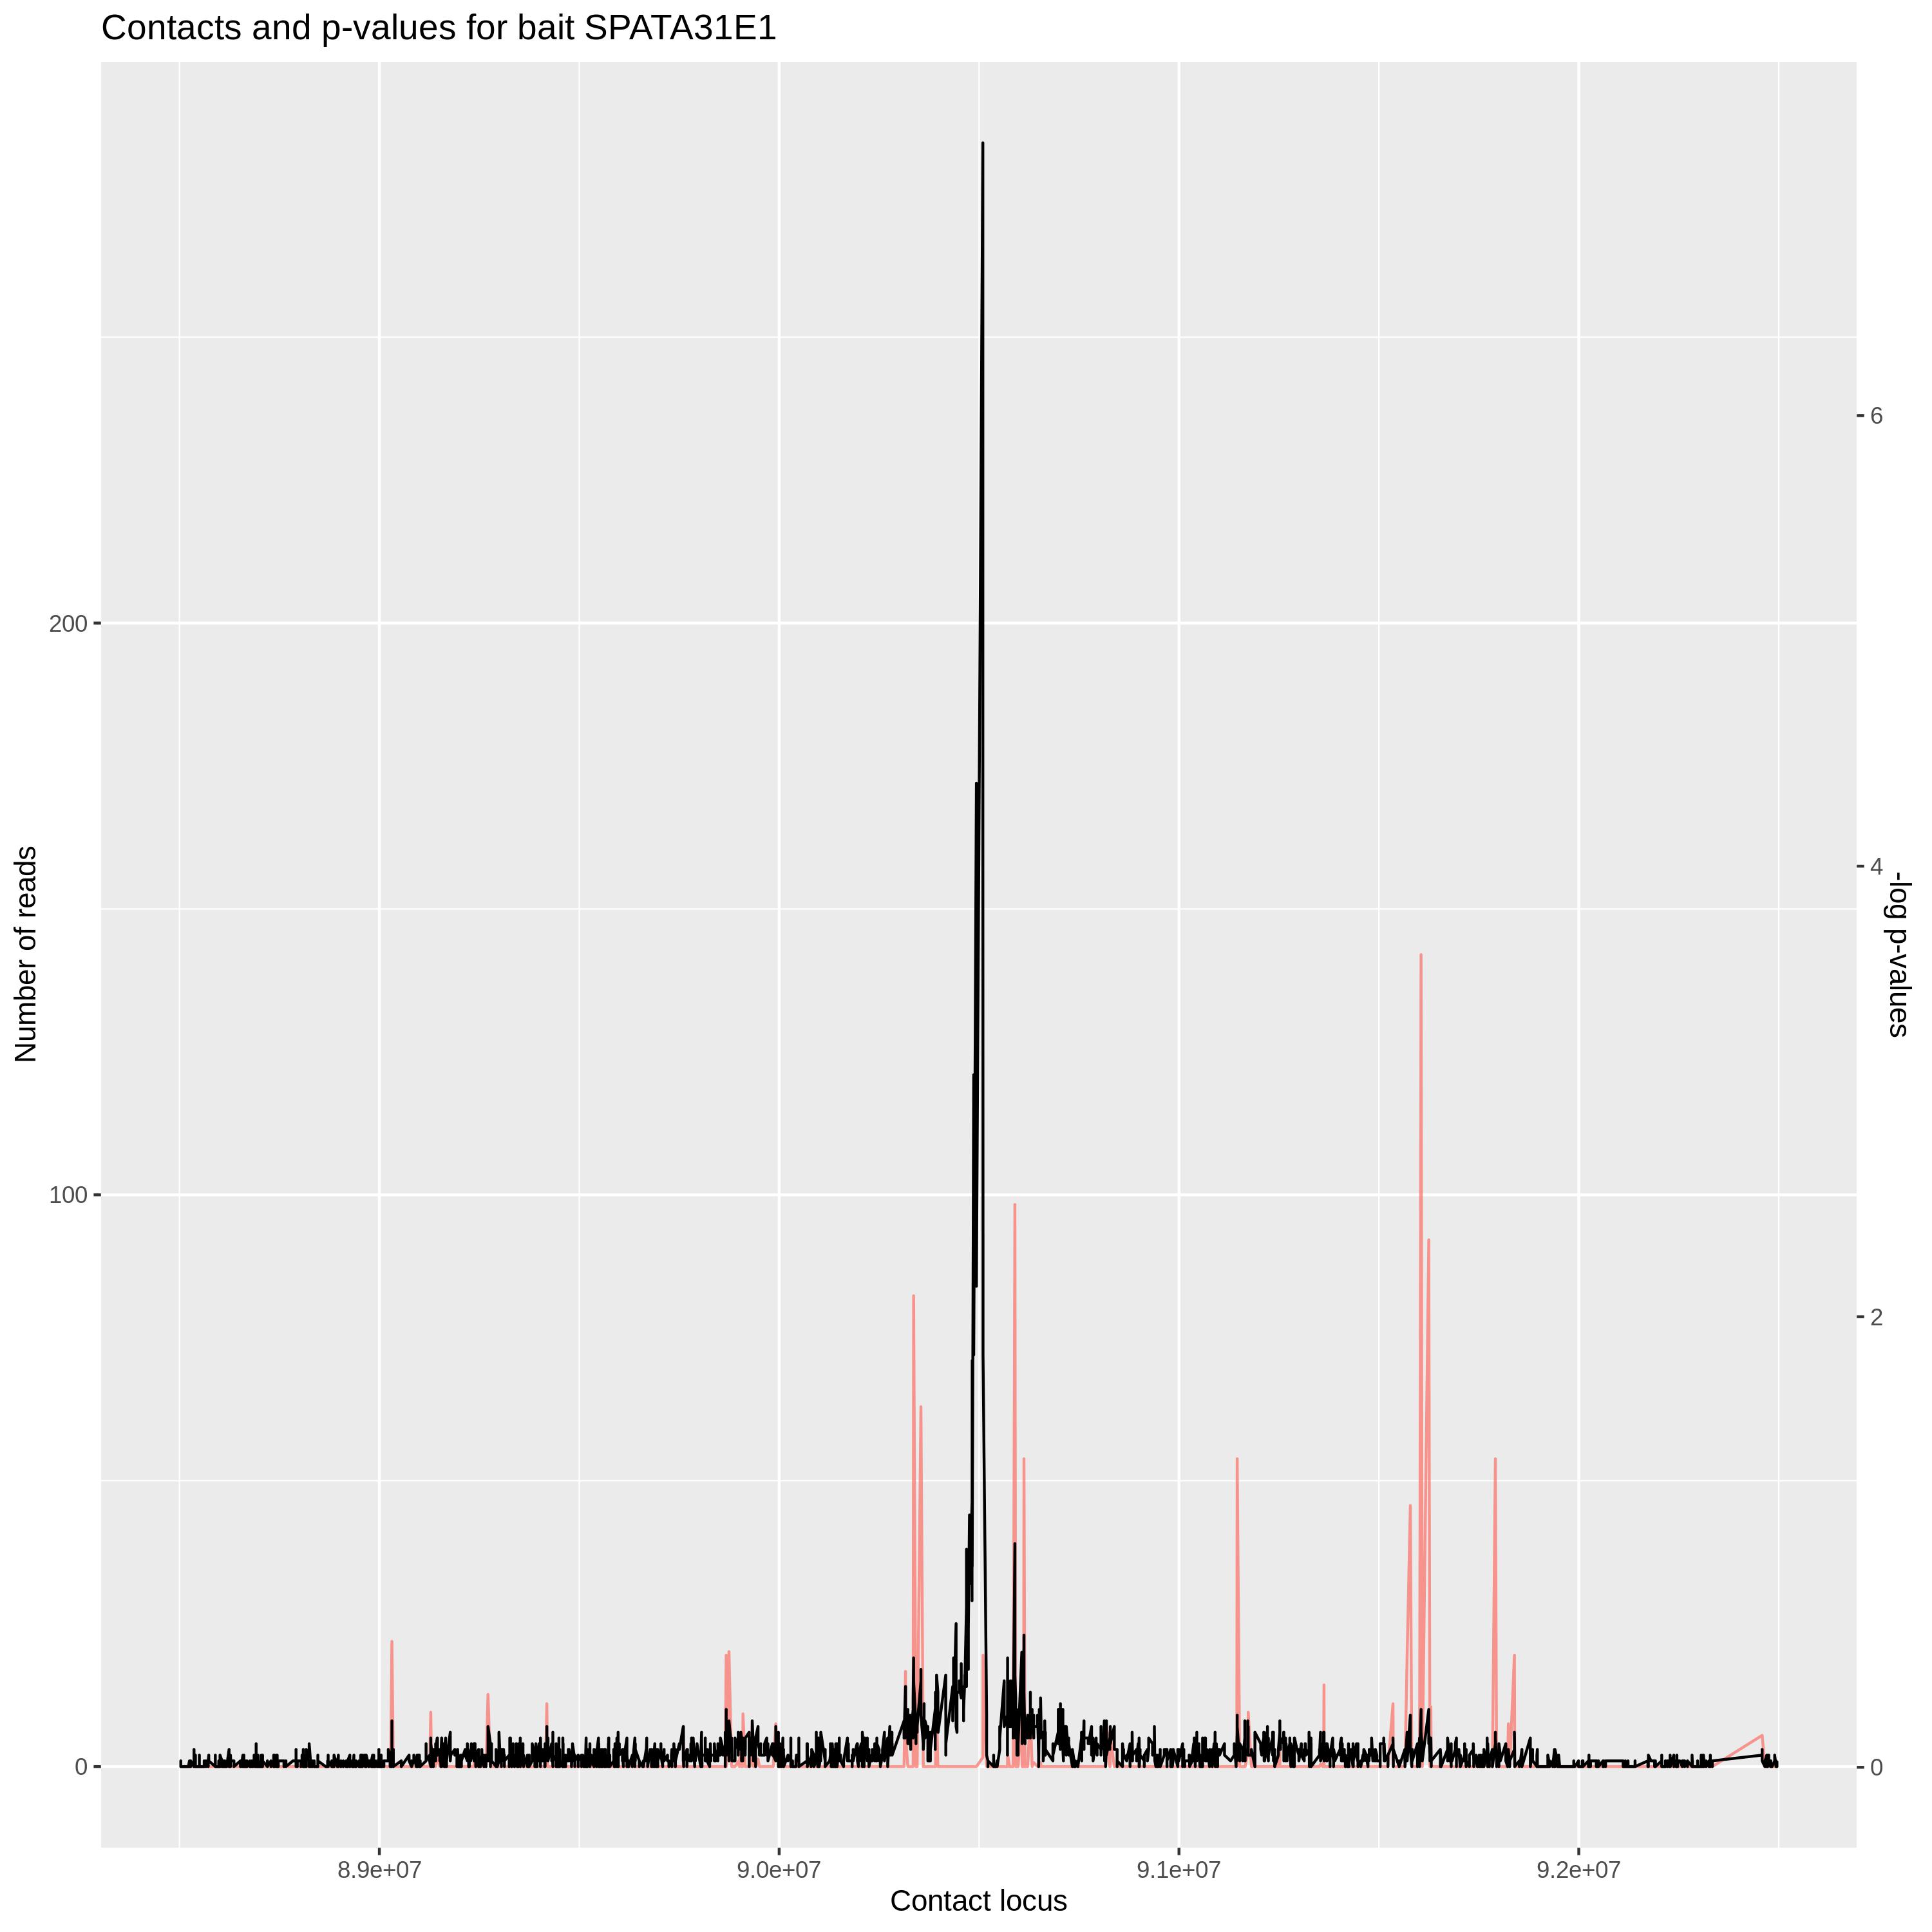 Contacts and p-values for bait SPATA31E1
Number of reads
200
100
0
6
4
2
0
-log p-values
8.9e+07
9.0e+07
9.1e+07
9.2e+07
Contact locus